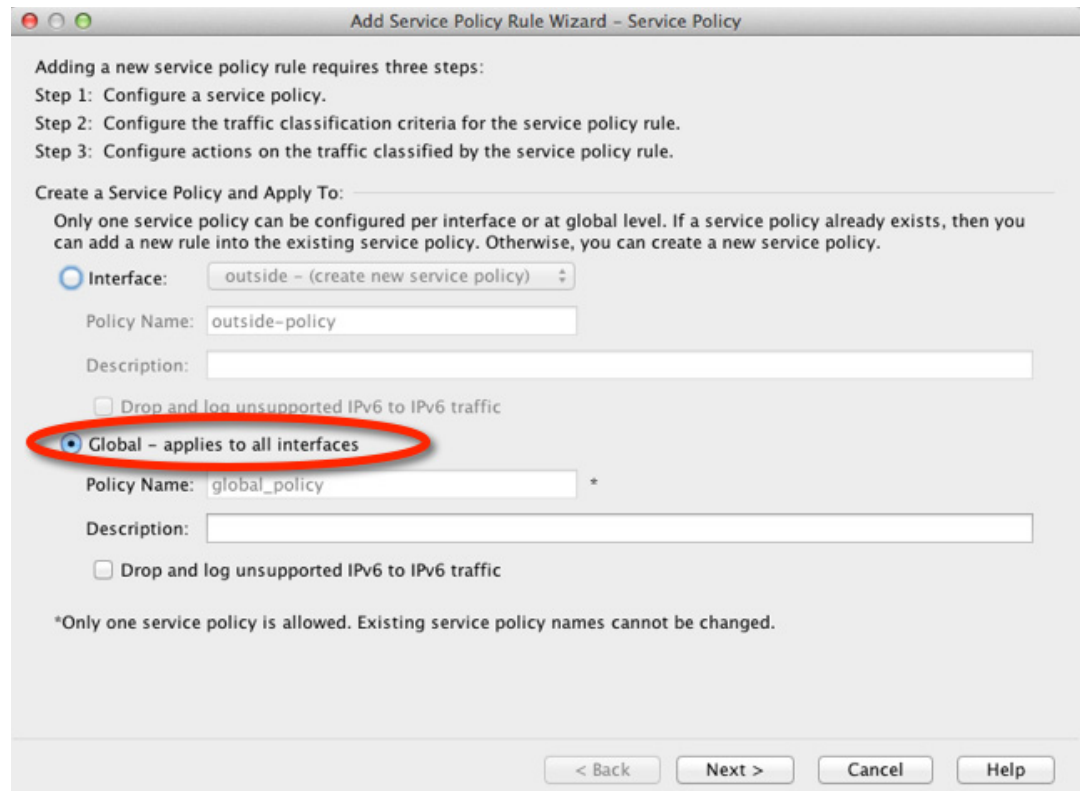 Add Service Policy Rule Wizard – Service Policy
Adding a new service policy rule requires three steps:
Step 1: Configure a service policy.
Step 2: Configure the traffic classification criteria for the service policy rule.
Step 3: Configure actions on the traffic classified by the service policy rule.
Create a Service Policy and Apply To:
Only one service policy can be configured per interface or at global level. If a service policy already exists, then you
can add a new rule into the existing service policy. Otherwise, you can create a new service policy.
Interface: outside – (create new service policy)
Policy Name: outside-policy
Description:
Drop and log unsupported IPv6 to IPv6 traffic
Global – applies to all interfaces
Policy Name: global_policy *
Description:
Drop and log unsupported IPv6 to IPv6 traffic
*Only one service policy is allowed. Existing service policy names cannot be changed.
< Back Next > Cancel Help